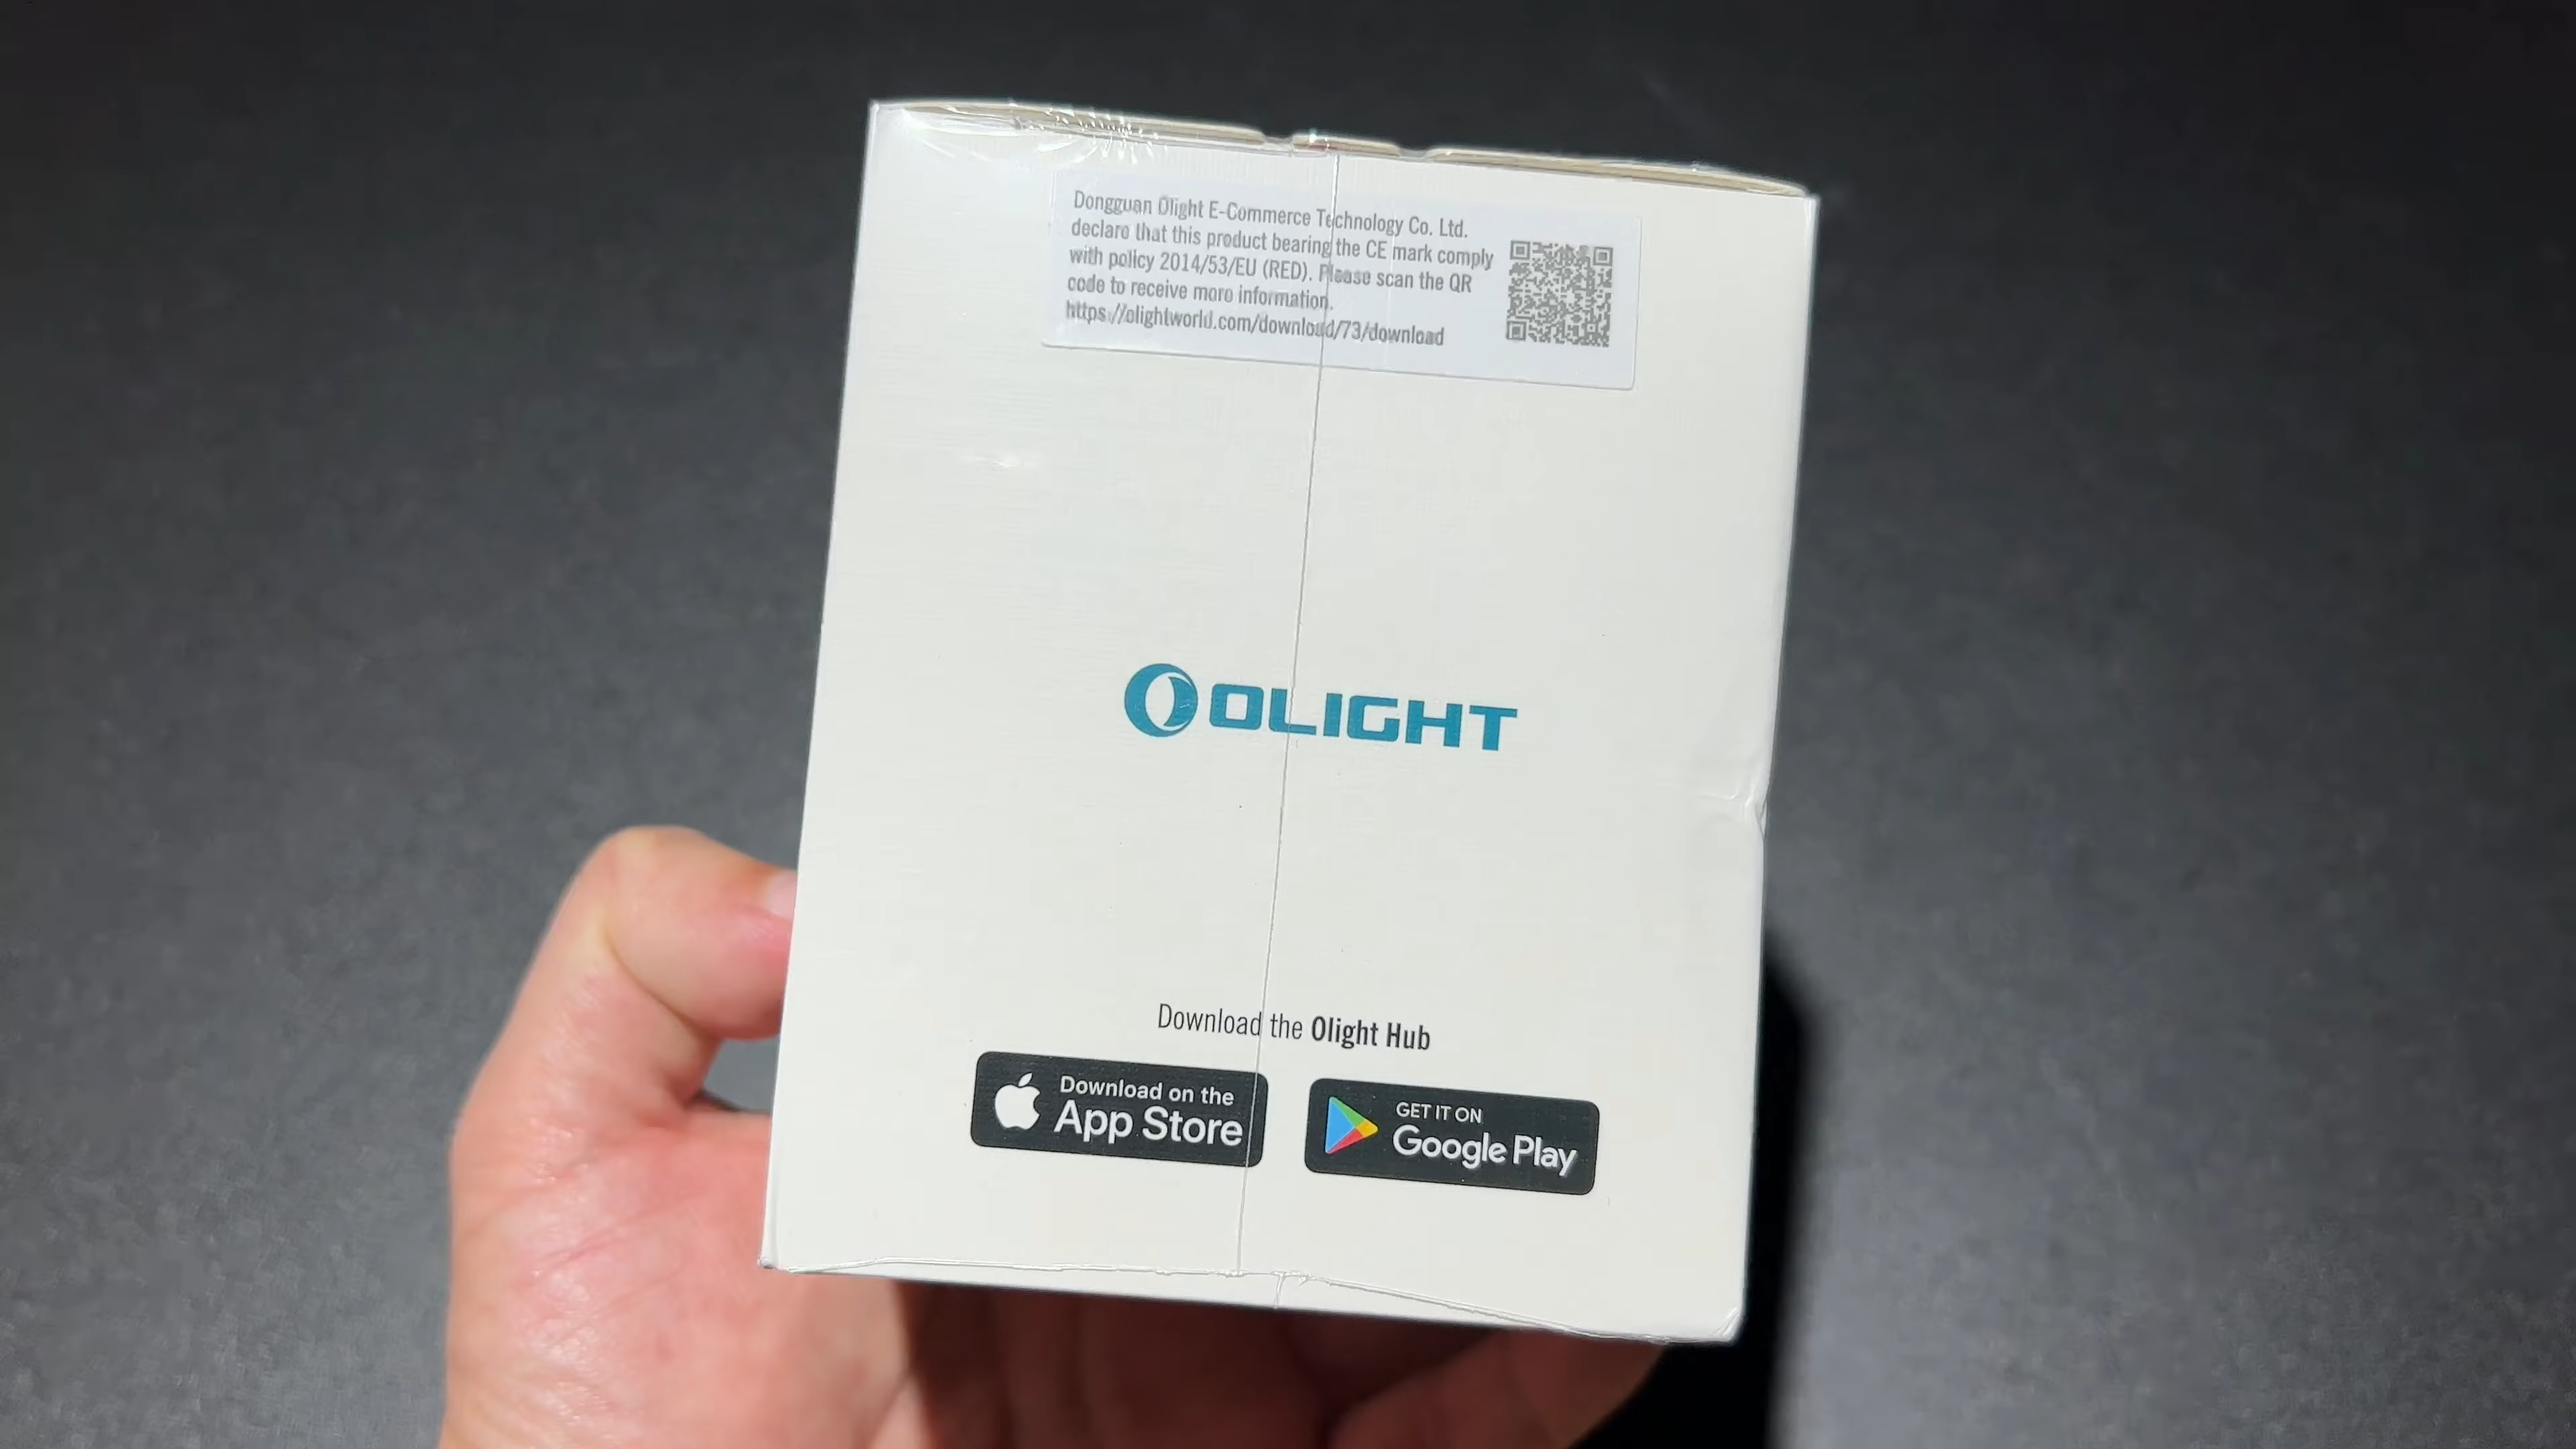 Dongguan Olight E-Commerce Technology Co. Ltd.
declare that this product bearing the CE mark comply
with policy 2014/53/EU (RED). Please scan the QR
code to receive more information.
https://olightworld.com/download/73/download
OLIGHT
Download the Olight Hub
Download on the
App Store
GET IT ON
Google Play